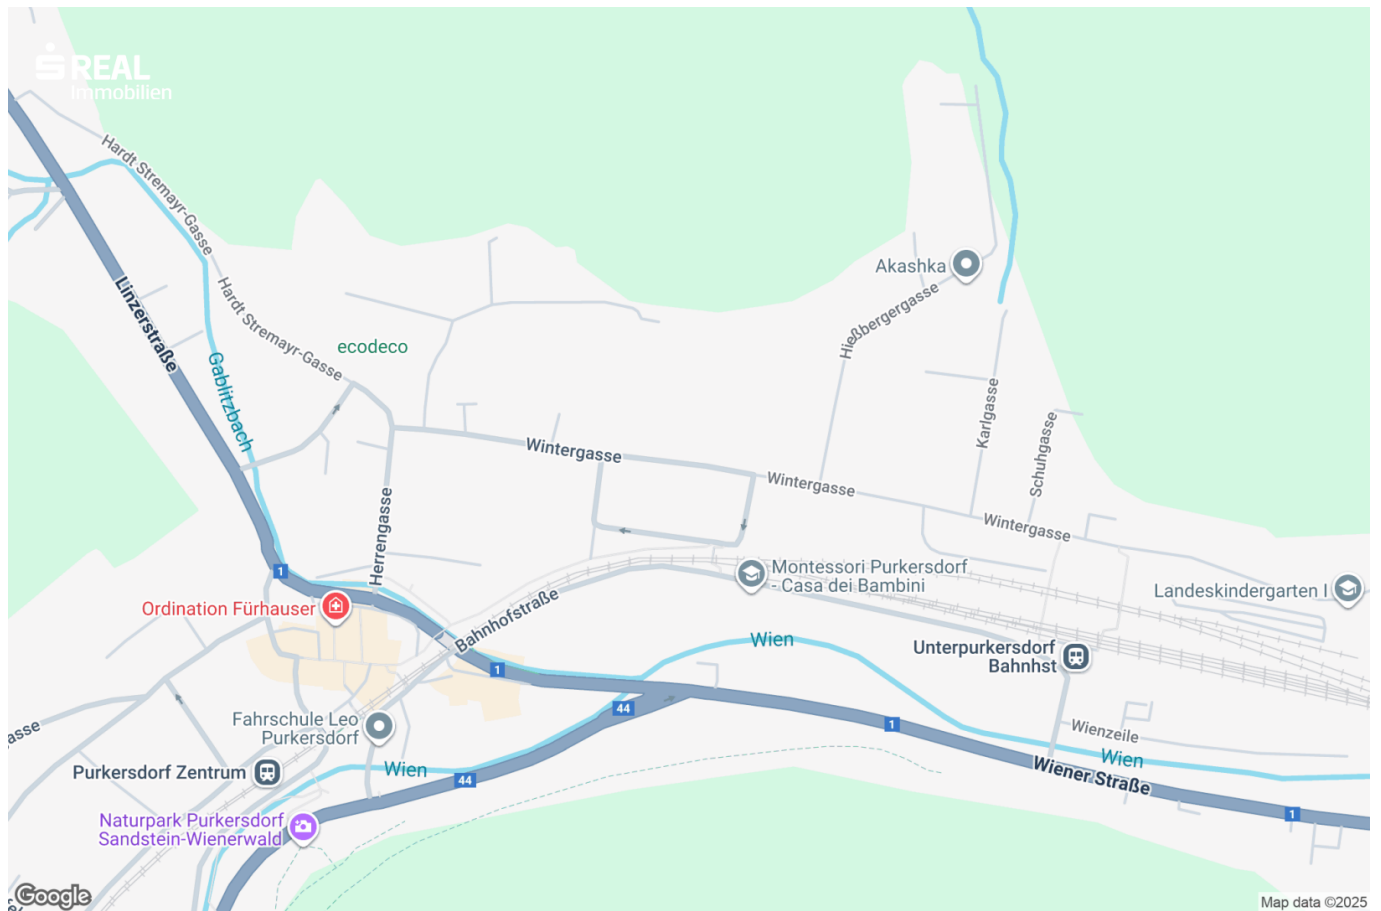 REAL
Immobilien
Hardt Stremayr-Gasse
Akashka
Linzerstraße
Hardt Stremayr-Gasse
Hießbergergasse
ecodeco
Gablitzbach
Karlgasse
Schuhgasse
Wintergasse
Wintergasse
Wintergasse
Herrengasse
1
Montessori Purkersdorf
- Casa dei Bambini
Landeskindergarten I
Ordination Fürhauser
Bahnhofstraße
Wien
Unterpurkersdorf
Bahnhst
1
44
1
Fahrschule Leo
Purkersdorf
asse
Wienzeile
Wien
Wien
Purkersdorf Zentrum
44
Wiener Straße
1
Naturpark Purkersdorf
Sandstein-Wienerwald
Google
Map data ©2025